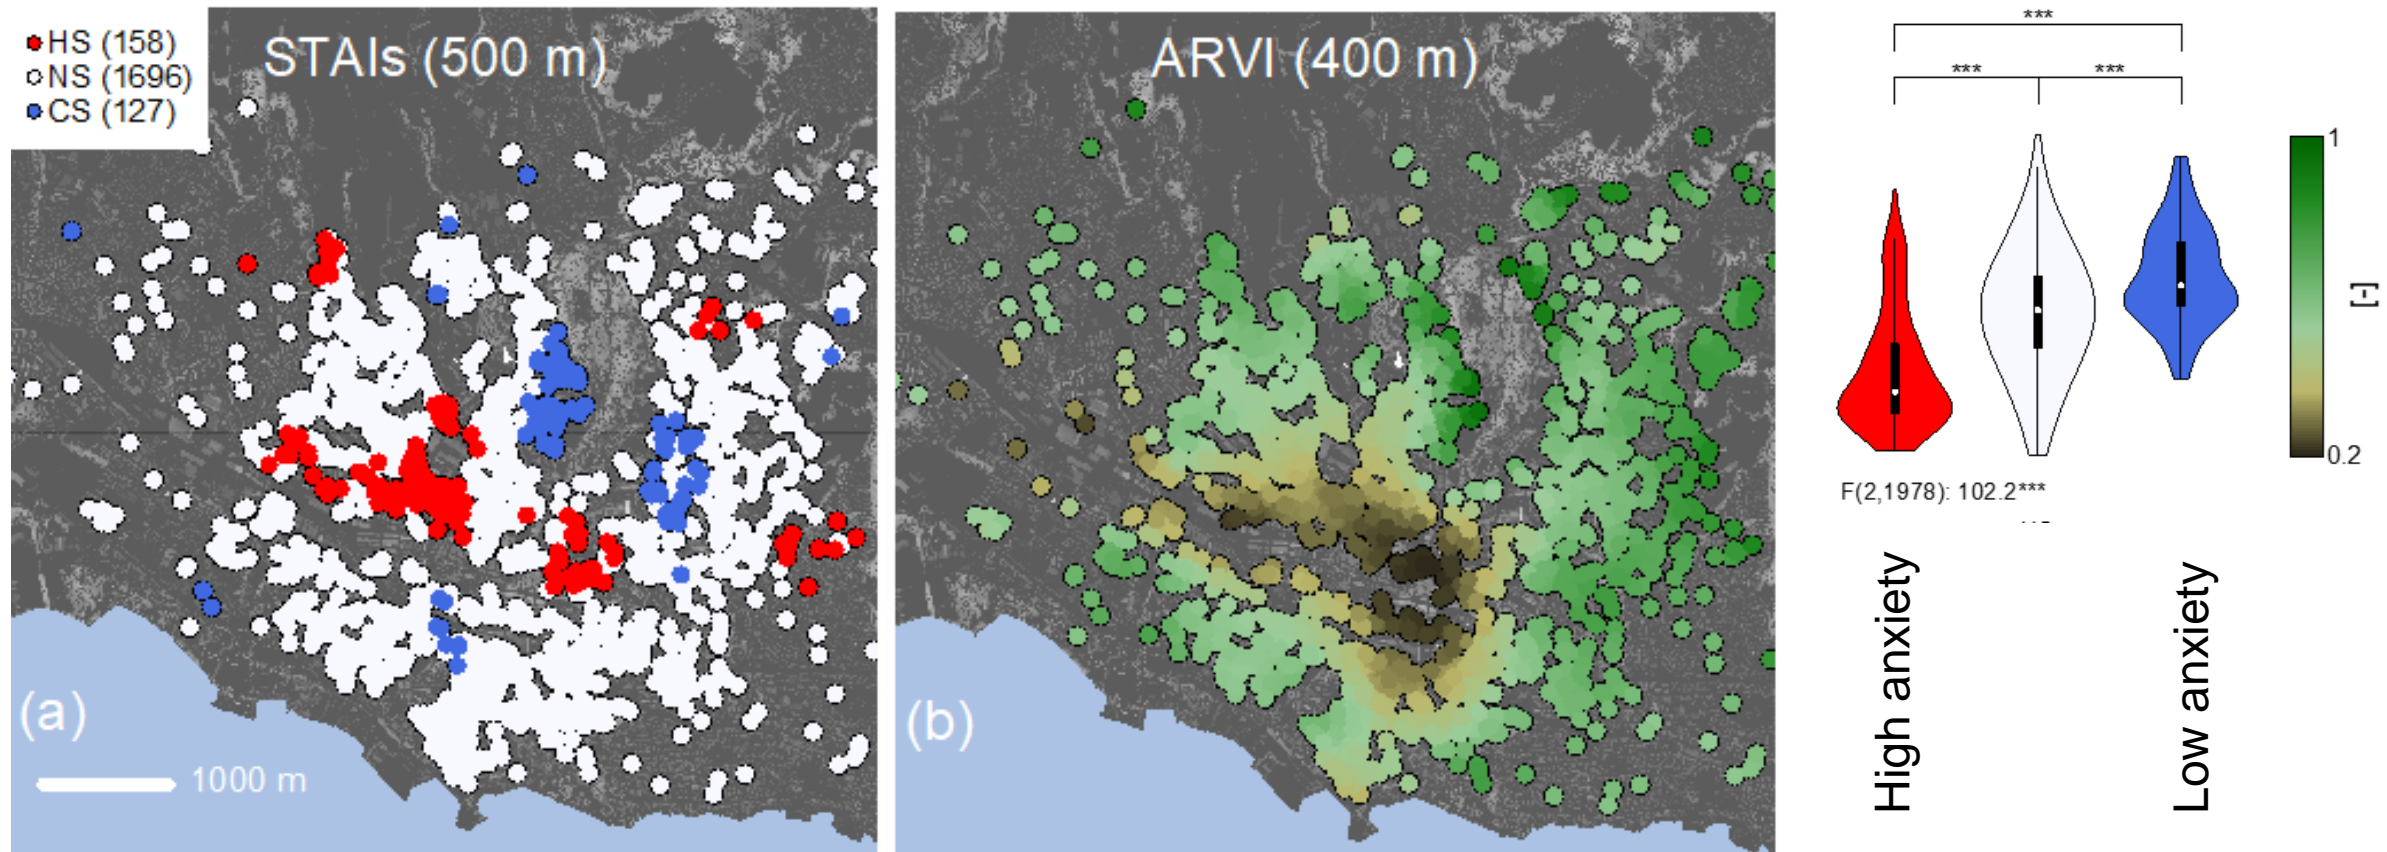 HS (158)
NS (1696)
CS (127)
STAIs (500 m)
(a)
1000 m
ARVI (400 m)
(b)
***
*** ***
F(2,1978): 102.2***
1
[-]
0.2
High anxiety
Low anxiety